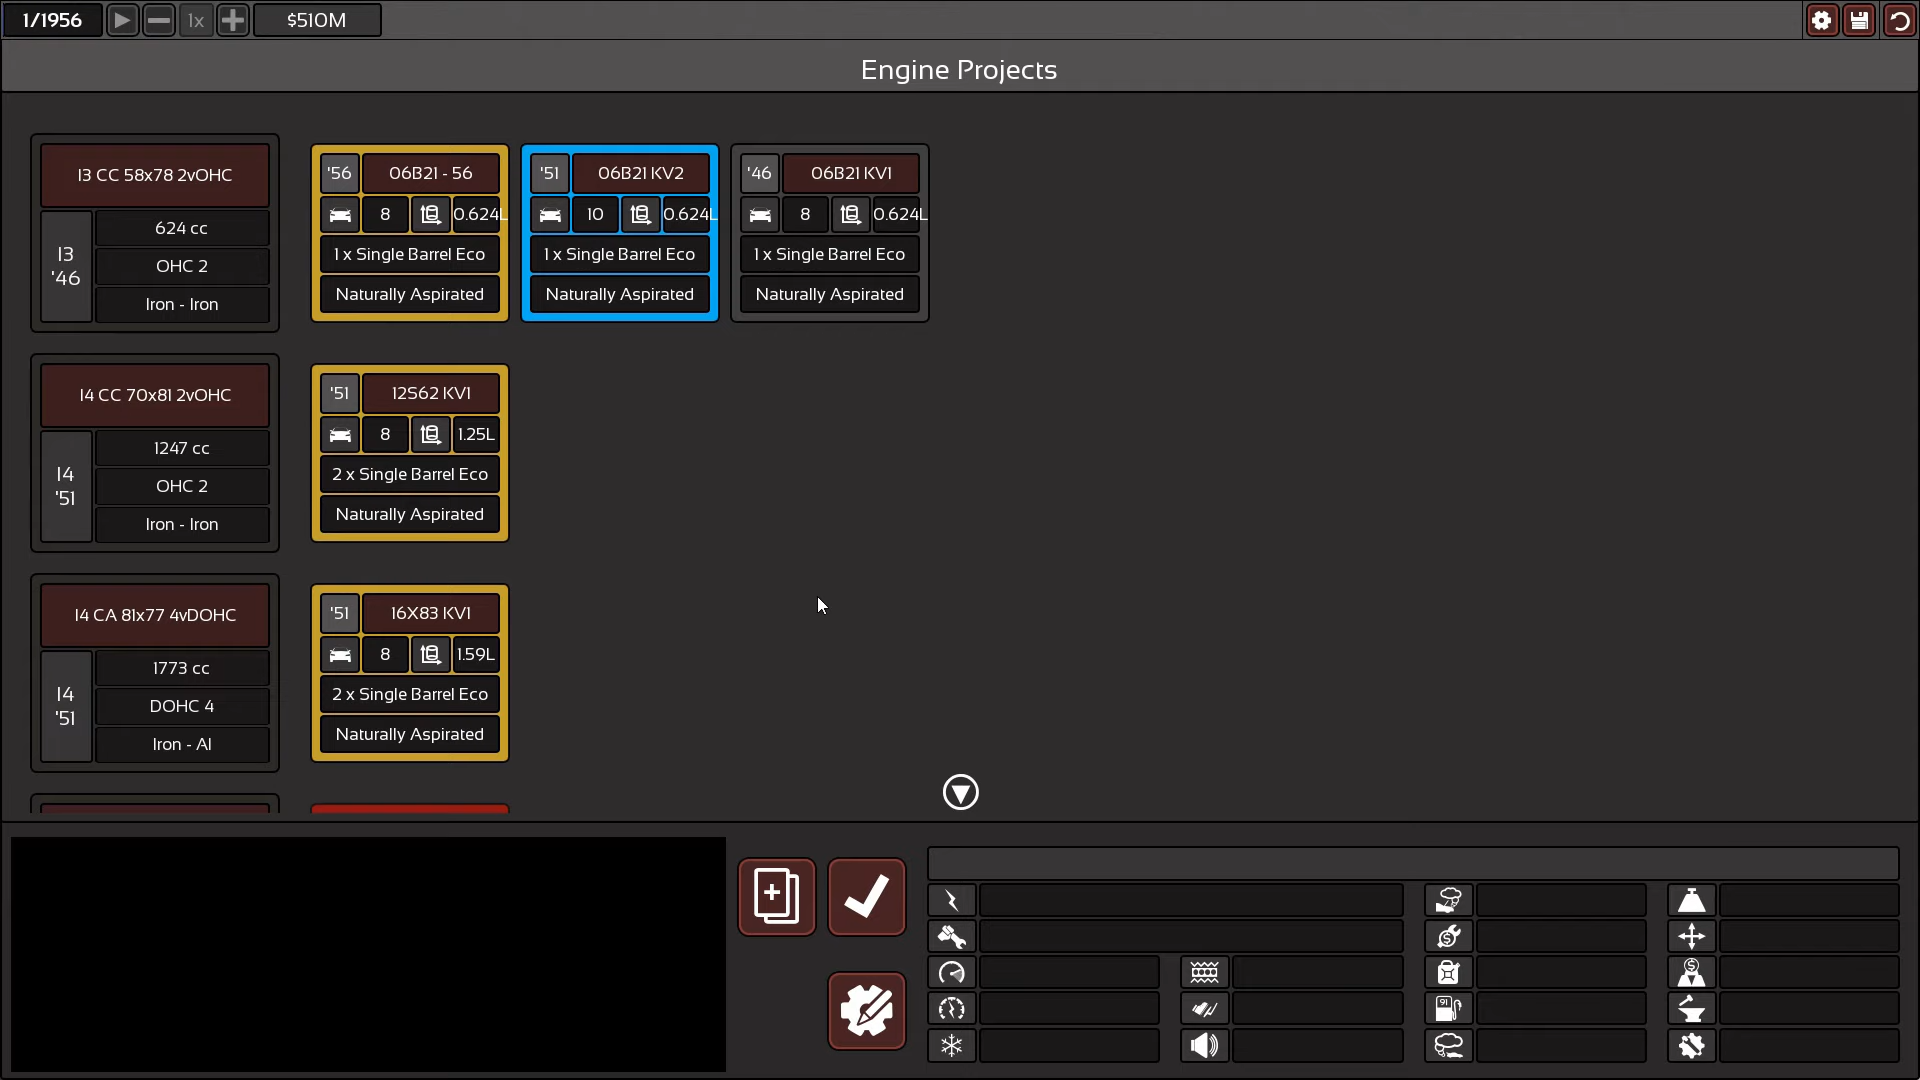 1/1956
1x
$510M
Engine Projects
I3 CC 58x78 2vOHC
I3
'46
624 cc
OHC 2
Iron - Iron
'56
06B21 - 56
8
0.624L
1 x Single Barrel Eco
Naturally Aspirated
'51
06B21 KV2
10
0.624L
1 x Single Barrel Eco
Naturally Aspirated
'46
06B21 KV1
8
0.624L
1 x Single Barrel Eco
Naturally Aspirated
I4 CC 70x81 2vOHC
I4
'51
1247 cc
OHC 2
Iron - Iron
'51
12S62 KV1
8
1.25L
2 x Single Barrel Eco
Naturally Aspirated
I4 CA 81x77 4vDOHC
I4
'51
1773 cc
DOHC 4
Iron - Al
'51
16X83 KV1
8
1.59L
2 x Single Barrel Eco
Naturally Aspirated
91